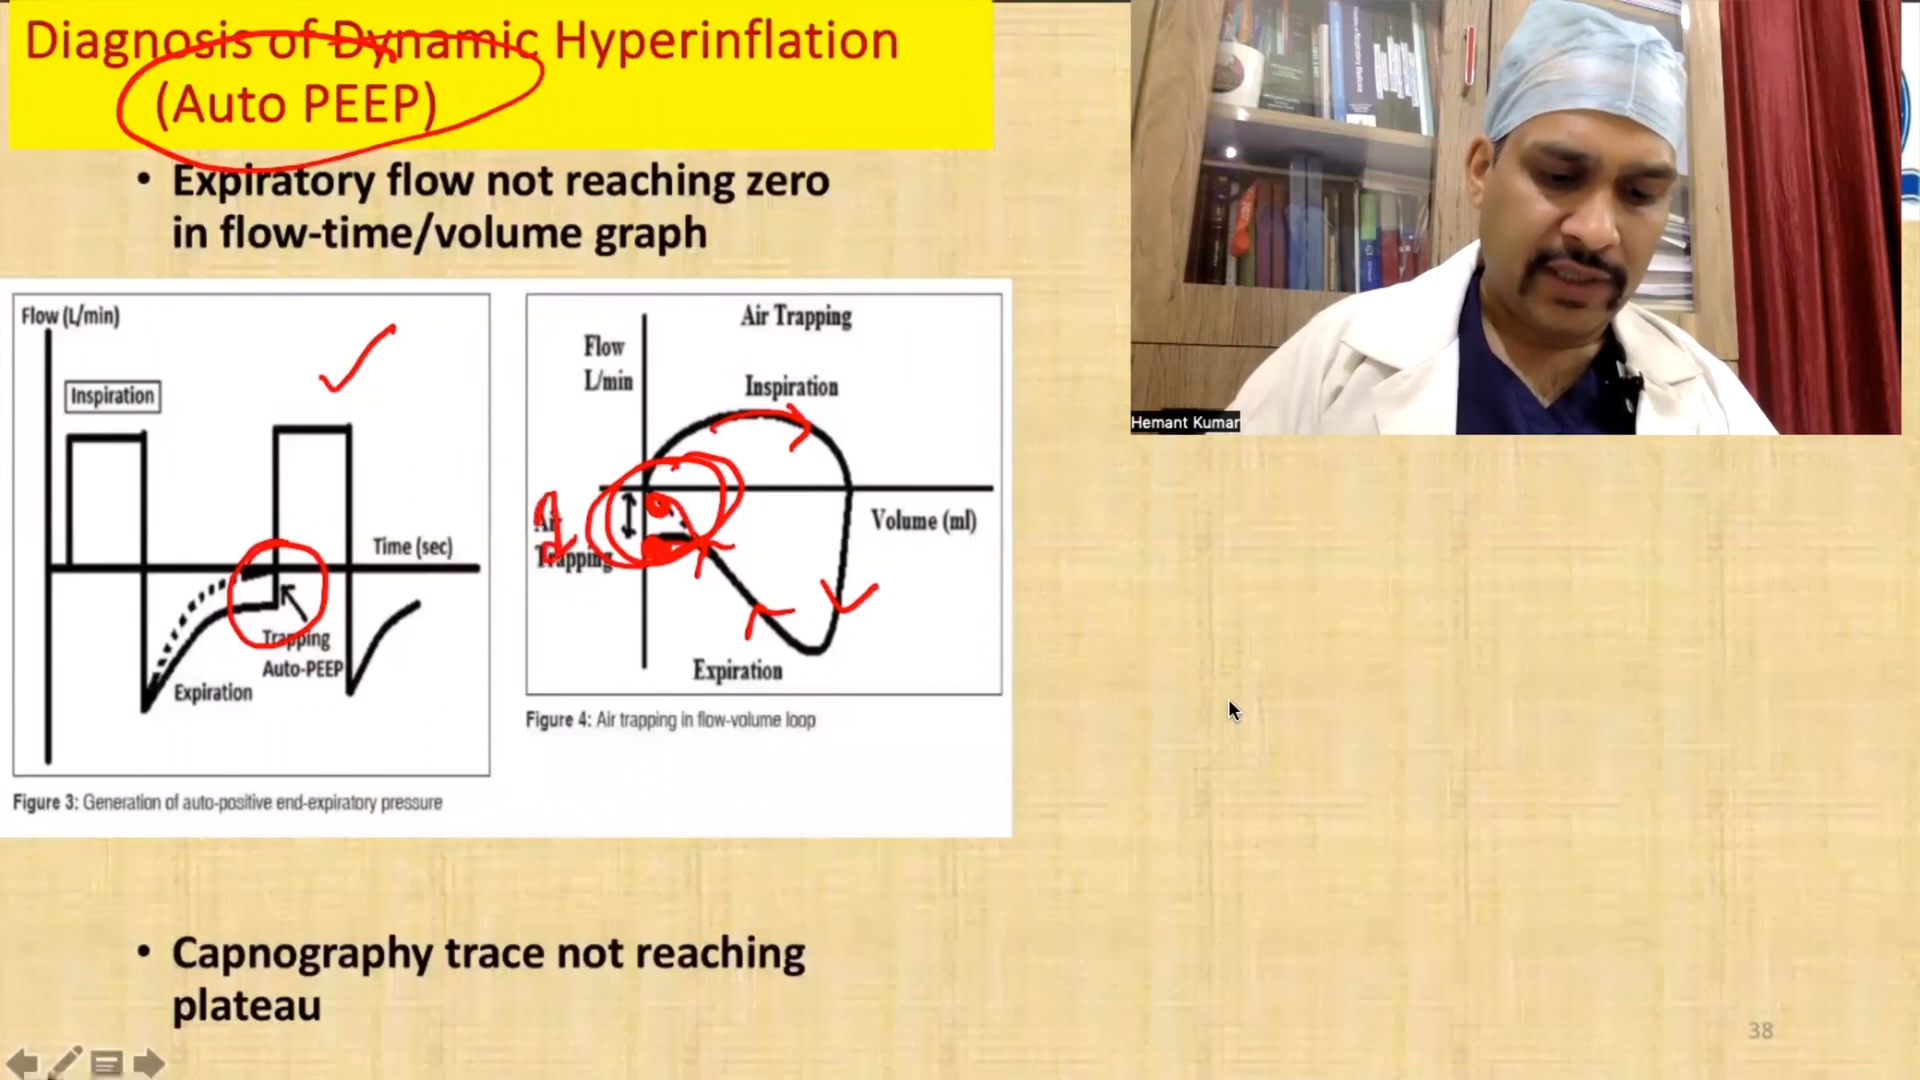 Diagnosis of Dynamic Hyperinflation
(Auto PEEP)
• Expiratory flow not reaching zero
in flow-time/volume graph
Flow (L/min)
Inspiration
Time (sec)
Trapping
Auto-PEEP
Expiration
Figure 3: Generation of auto-positive end-expiratory pressure
Air Trapping
Flow
L/min
Inspiration
Air
Trapping
Volume (ml)
Expiration
Figure 4: Air trapping in flow-volume loop
• Capnography trace not reaching
plateau
Hemant Kumar
38